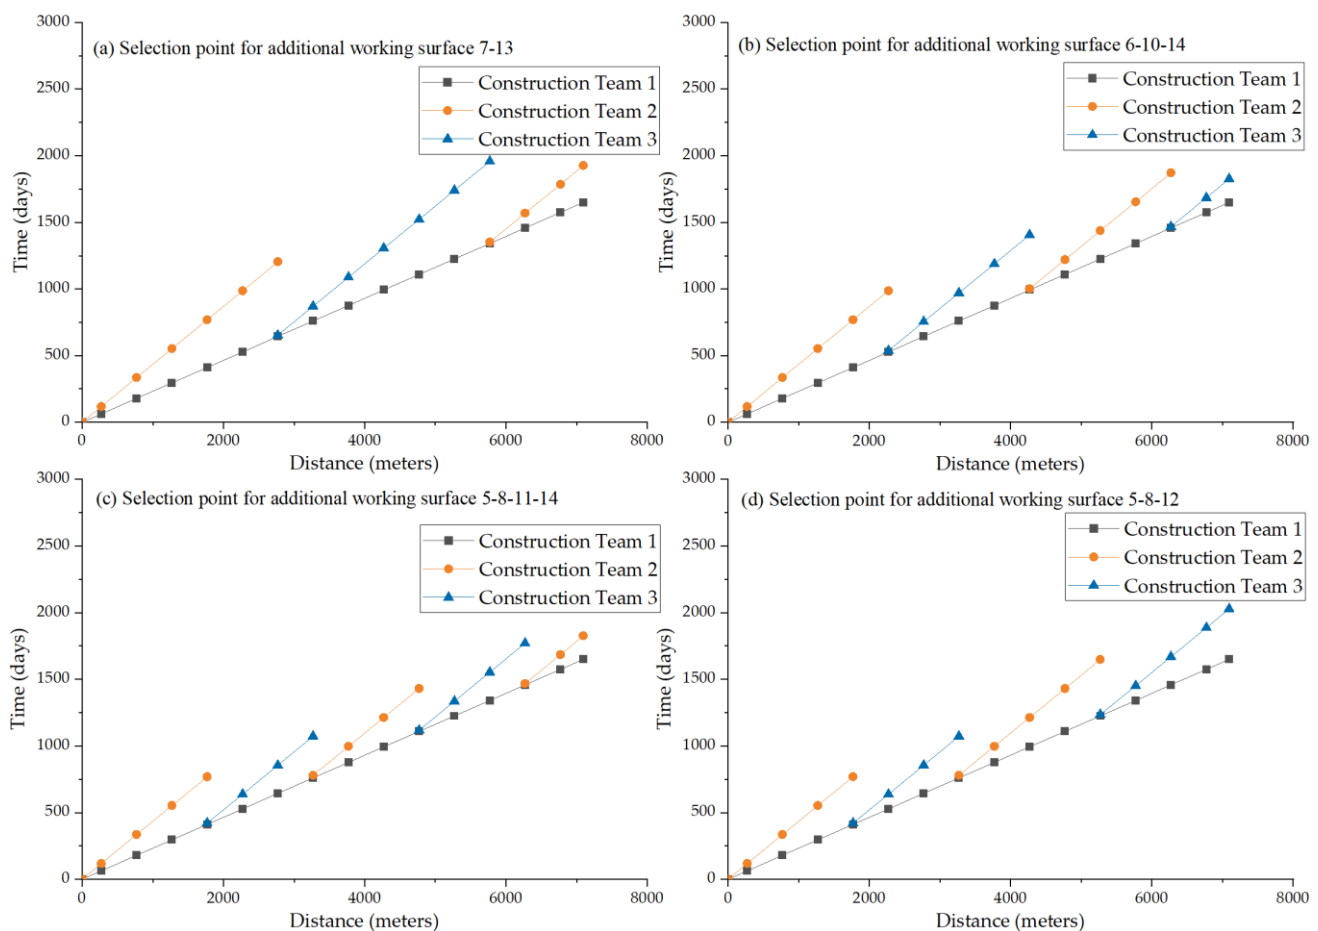 (a) Selection point for additional working surface 7-13
Construction Team 1
Construction Team 2
Construction Team 3
3000
2500
2000
1500
1000
500
0
Time (days)
0 2000 4000 6000 8000
Distance (meters)
(b) Selection point for additional working surface 6-10-14
Construction Team 1
Construction Team 2
Construction Team 3
3000
2500
2000
1500
1000
500
0
Time (days)
0 2000 4000 6000 8000
Distance (meters)
(c) Selection point for additional working surface 5-8-11-14
Construction Team 1
Construction Team 2
Construction Team 3
3000
2500
2000
1500
1000
500
0
Time (days)
0 2000 4000 6000 8000
Distance (meters)
(d) Selection point for additional working surface 5-8-12
Construction Team 1
Construction Team 2
Construction Team 3
3000
2500
2000
1500
1000
500
0
Time (days)
0 2000 4000 6000 8000
Distance (meters)